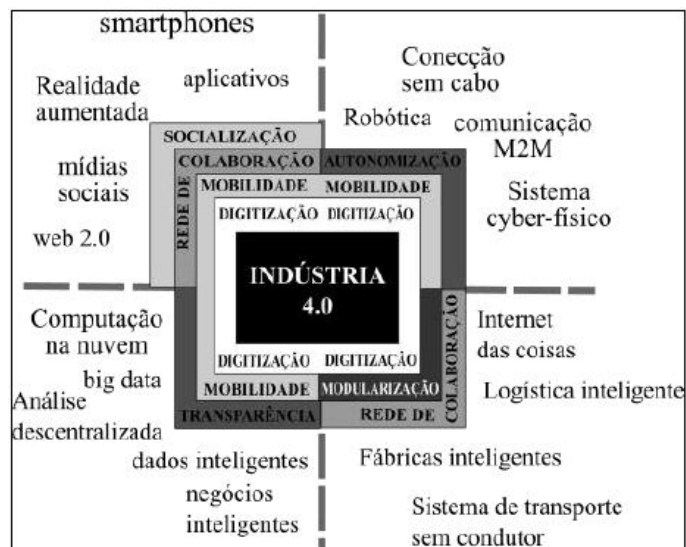 smartphones
aplicativos
Realidade
aumentada
mídias
sociais
web 2.0
Conecção
sem cabo
Robótica
comunicação
M2M
Sistema
cyber-físico
SOCIALIZAÇÃO
REDE DE
COLABORAÇÃO
AUTONOMIZAÇÃO
MOBILIDADE
MOBILIDADE
DIGITIZAÇÃO
DIGITIZAÇÃO
INDÚSTRIA
4.0
DIGITIZAÇÃO
DIGITIZAÇÃO
MOBILIDADE
MODULARIZAÇÃO
TRANSPARÊNCIA
REDE DE
COLABORAÇÃO
Computação
na nuvem
big data
Análise
descentralizada
dados inteligentes
negócios
inteligentes
Internet
das coisas
Logística inteligente
Fábricas inteligentes
Sistema de transporte
sem condutor